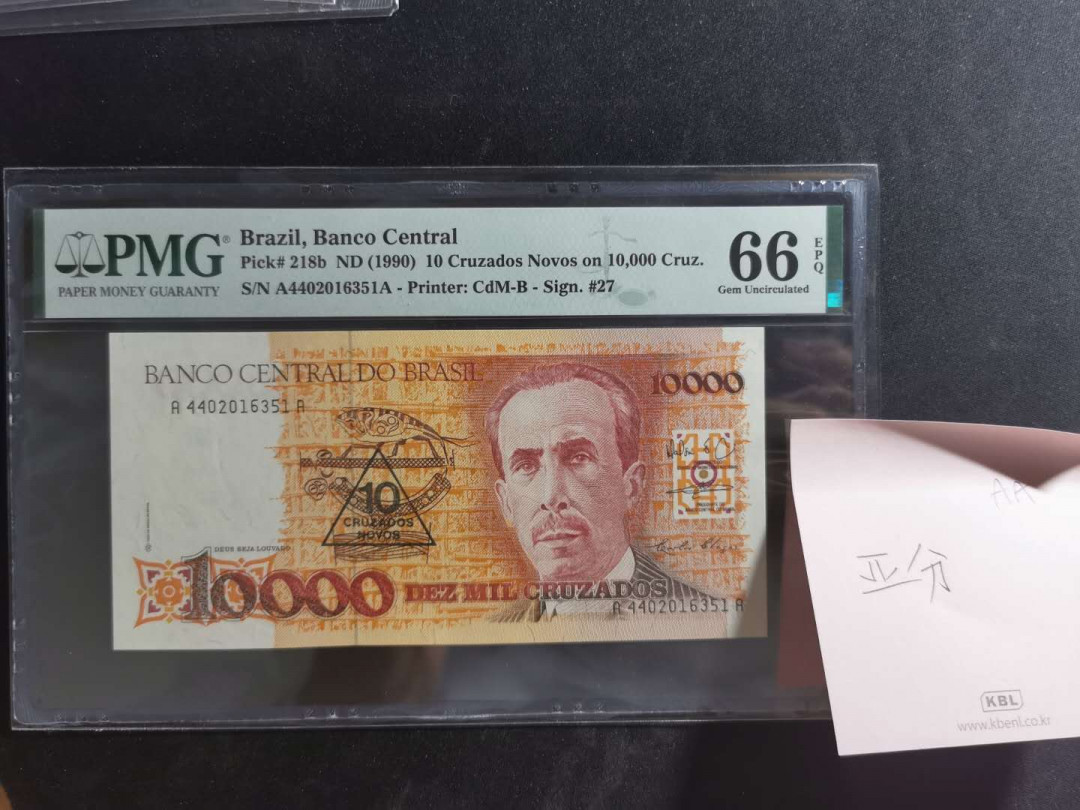 PMG®
PAPER MONEY GUARANTY
Brazil, Banco Central
Pick# 218b ND (1990) 10 Cruzados Novos on 10,000 Cruz.
S/N A4402016351A - Printer: CdM-B - Sign. #27
66
EPQ
Gem Uncirculated
BANCO CENTRAL DO BRASIL
10000
A 4402016351 A
10
CRUZADOS
NOVOS
DEUS SEJA LOUVADO
10000 DEZ MIL CRUZADOS
A 4402016351 A
AA
亚分
KBL
www.kbenl.co.kr